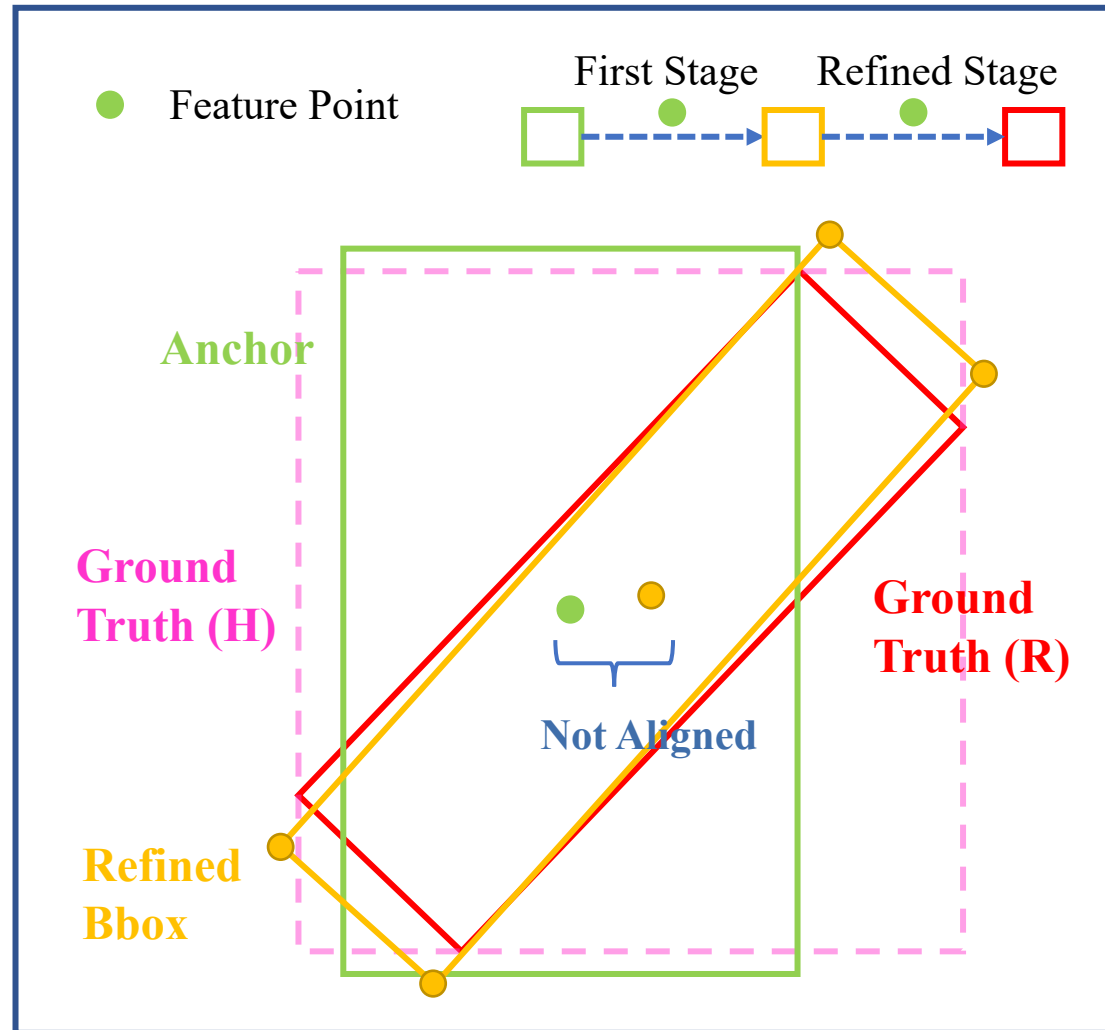 First Stage
Refined Stage
Feature Point
Anchor
Ground
Truth (H)
Ground
Truth (R)
Not Aligned
Refined
Bbox